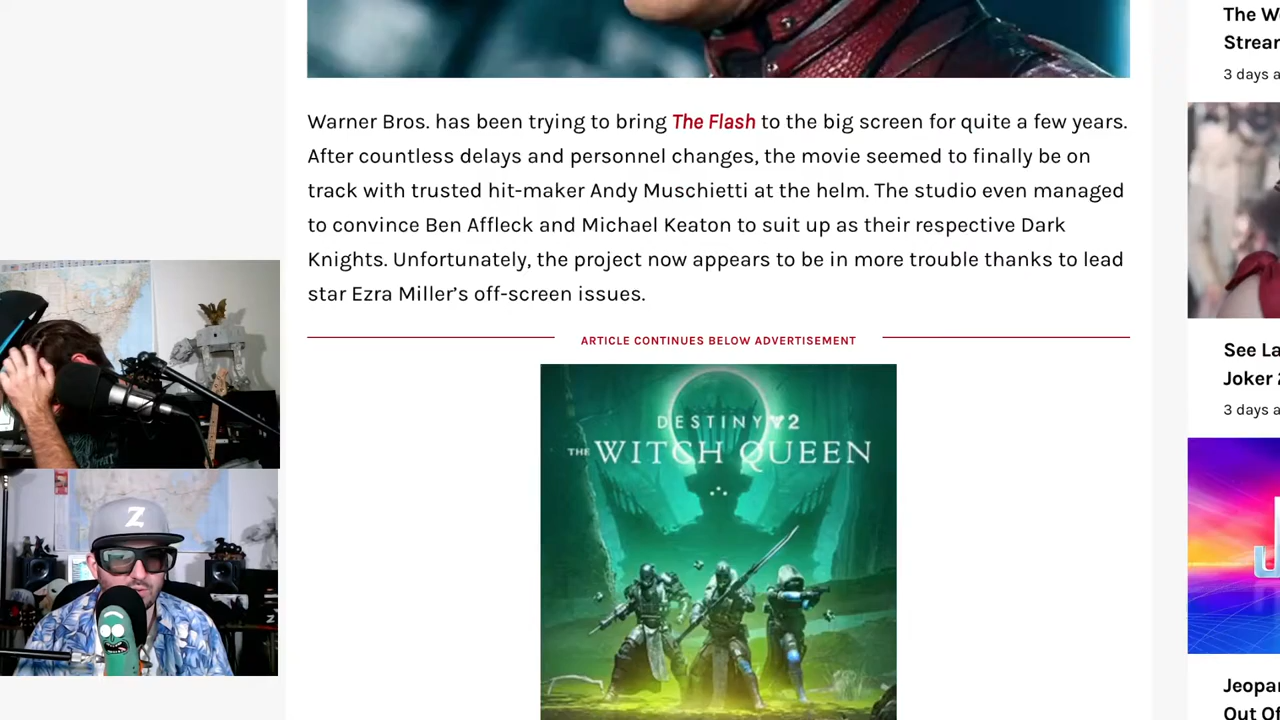 Warner Bros. has been trying to bring The Flash to the big screen for quite a few years.
After countless delays and personnel changes, the movie seemed to finally be on
track with trusted hit-maker Andy Muschietti at the helm. The studio even managed
to convince Ben Affleck and Michael Keaton to suit up as their respective Dark
Knights. Unfortunately, the project now appears to be in more trouble thanks to lead
star Ezra Miller’s off-screen issues.
ARTICLE CONTINUES BELOW ADVERTISEMENT
DESTINY 2
THE WITCH QUEEN
Z
The
Strea
3 days a
See La
Joker
3 days a
J
Jeopa
Out Of